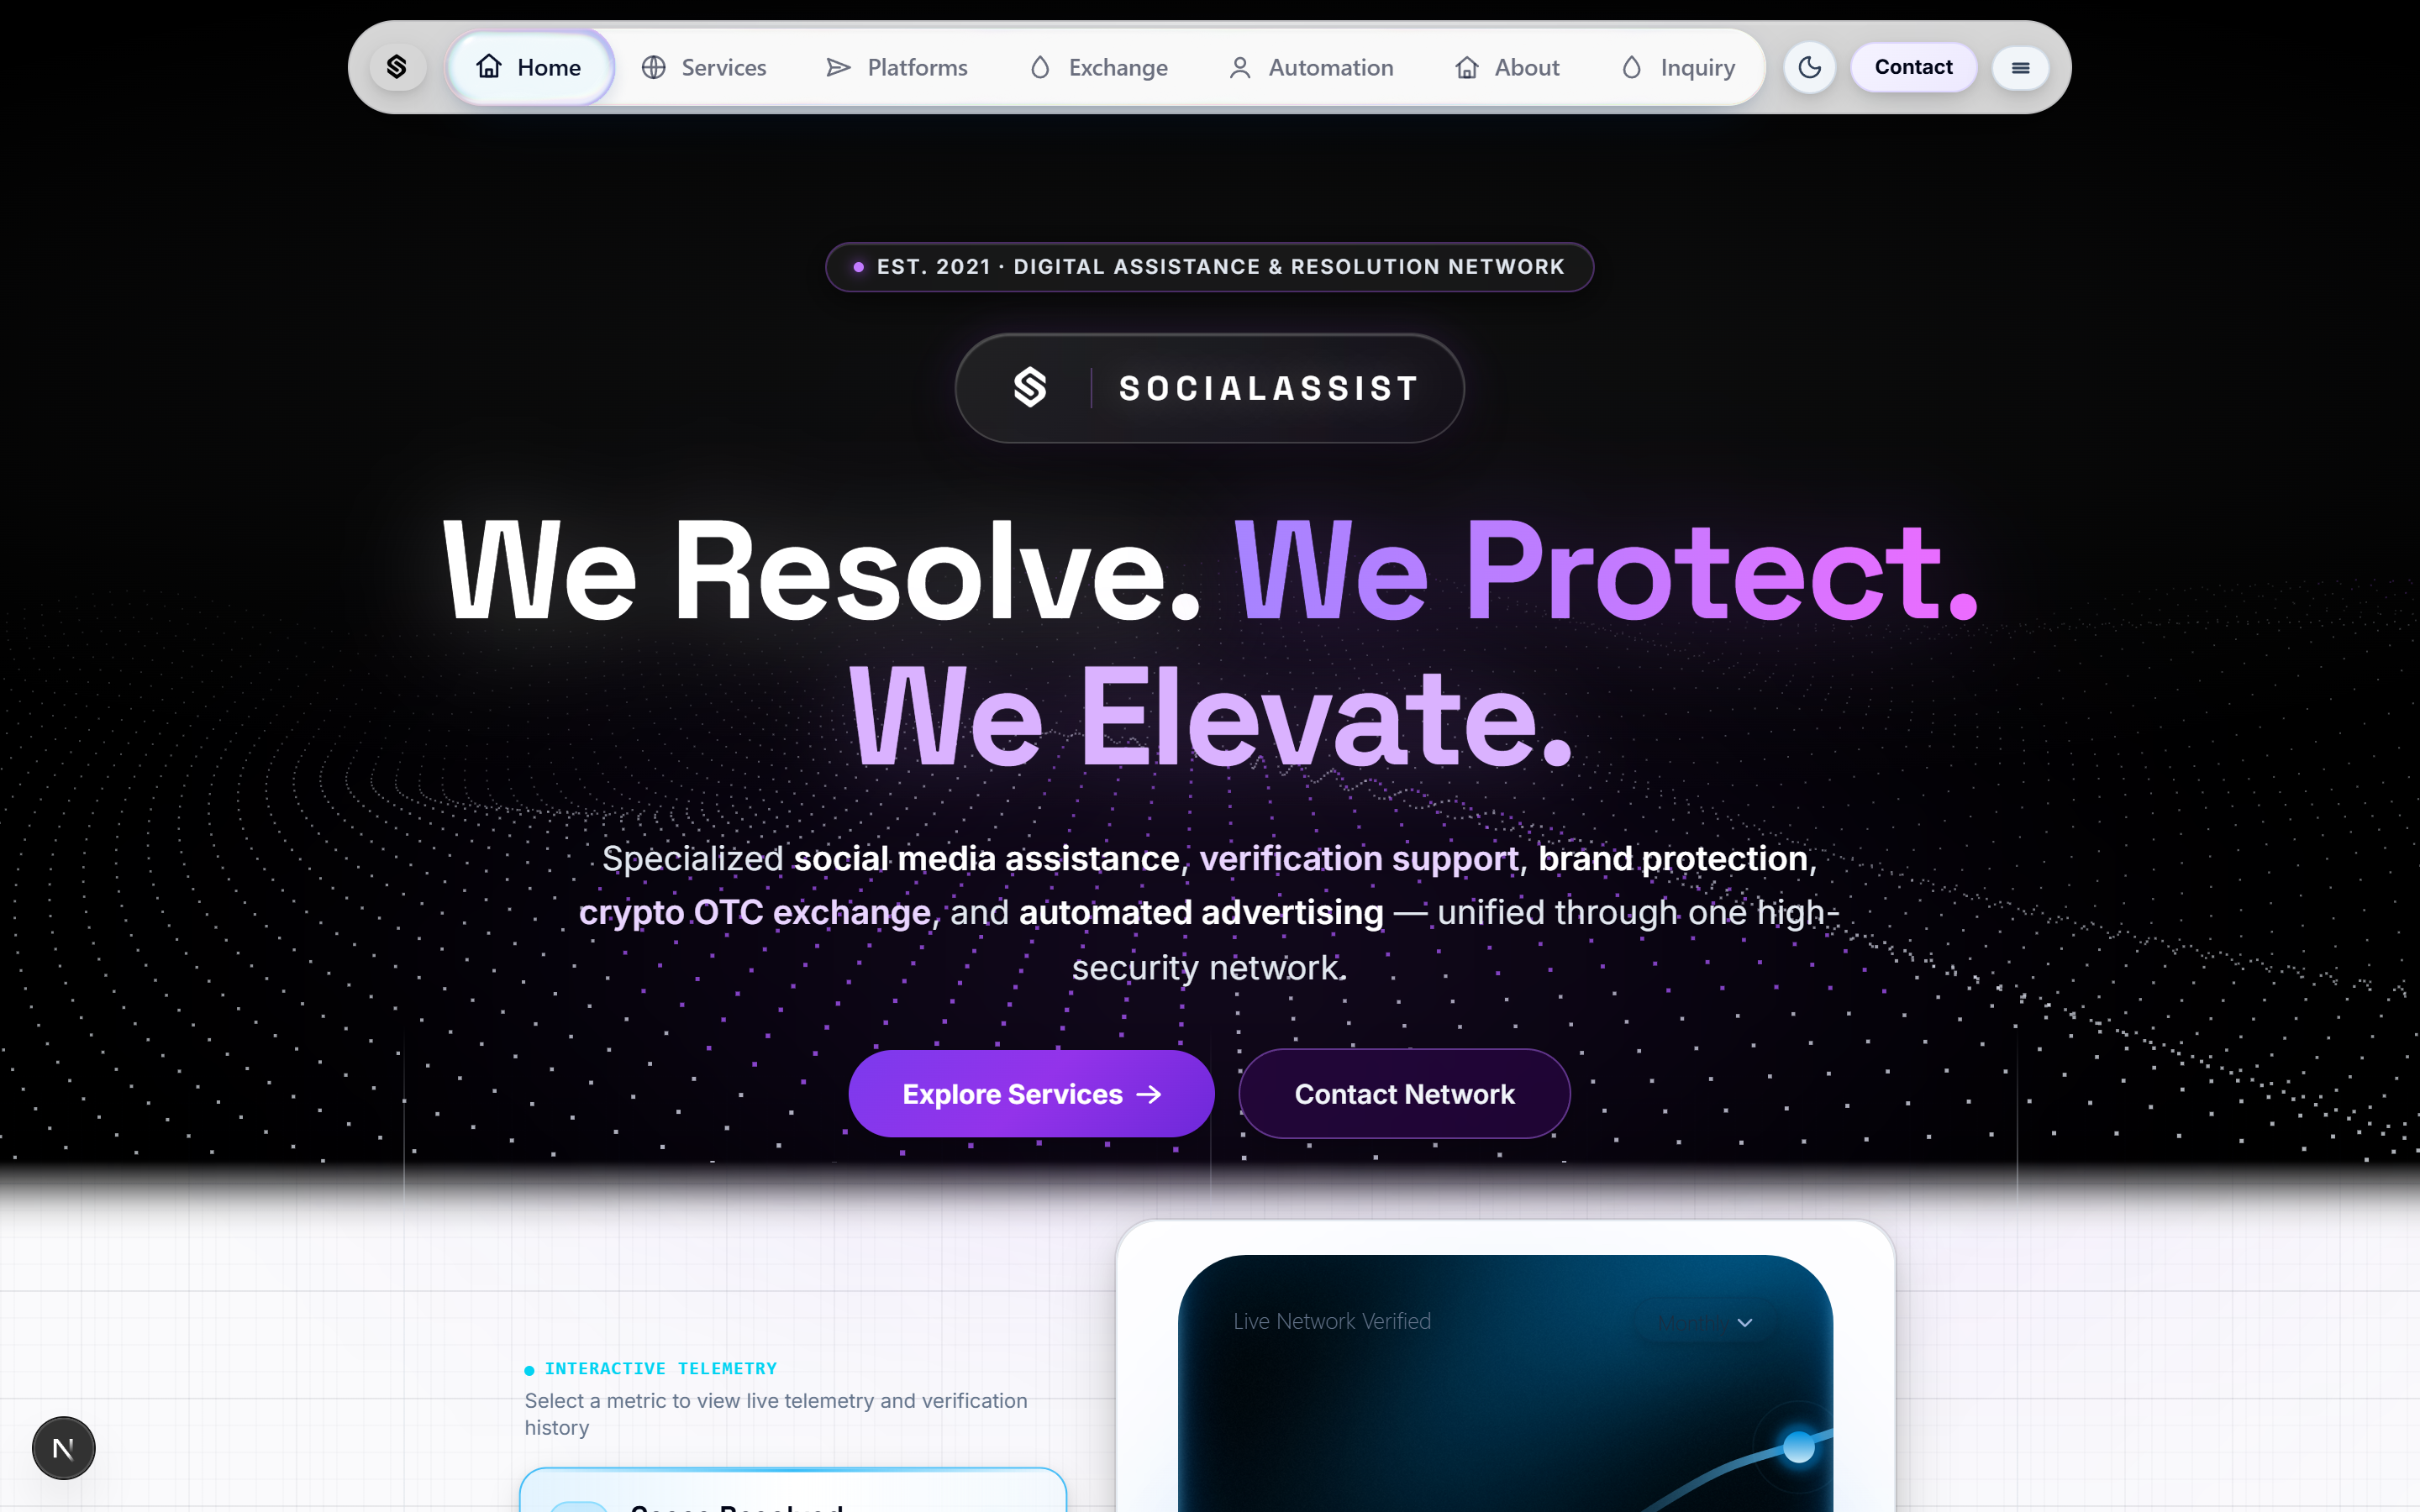 Home Services Platforms Exchange Automation About Inquiry Contact
EST. 2021 · DIGITAL ASSISTANCE & RESOLUTION NETWORK
SOCIALASSIST
We Resolve. We Protect.
We Elevate.
Specialized social media assistance, verification support, brand protection,
crypto OTC exchange, and automated advertising — unified through one high-
security network.
Explore Services →
Contact Network
Live Network Verified
Monthly
INTERACTIVE TELEMETRY
Select a metric to view live telemetry and verification
history
N